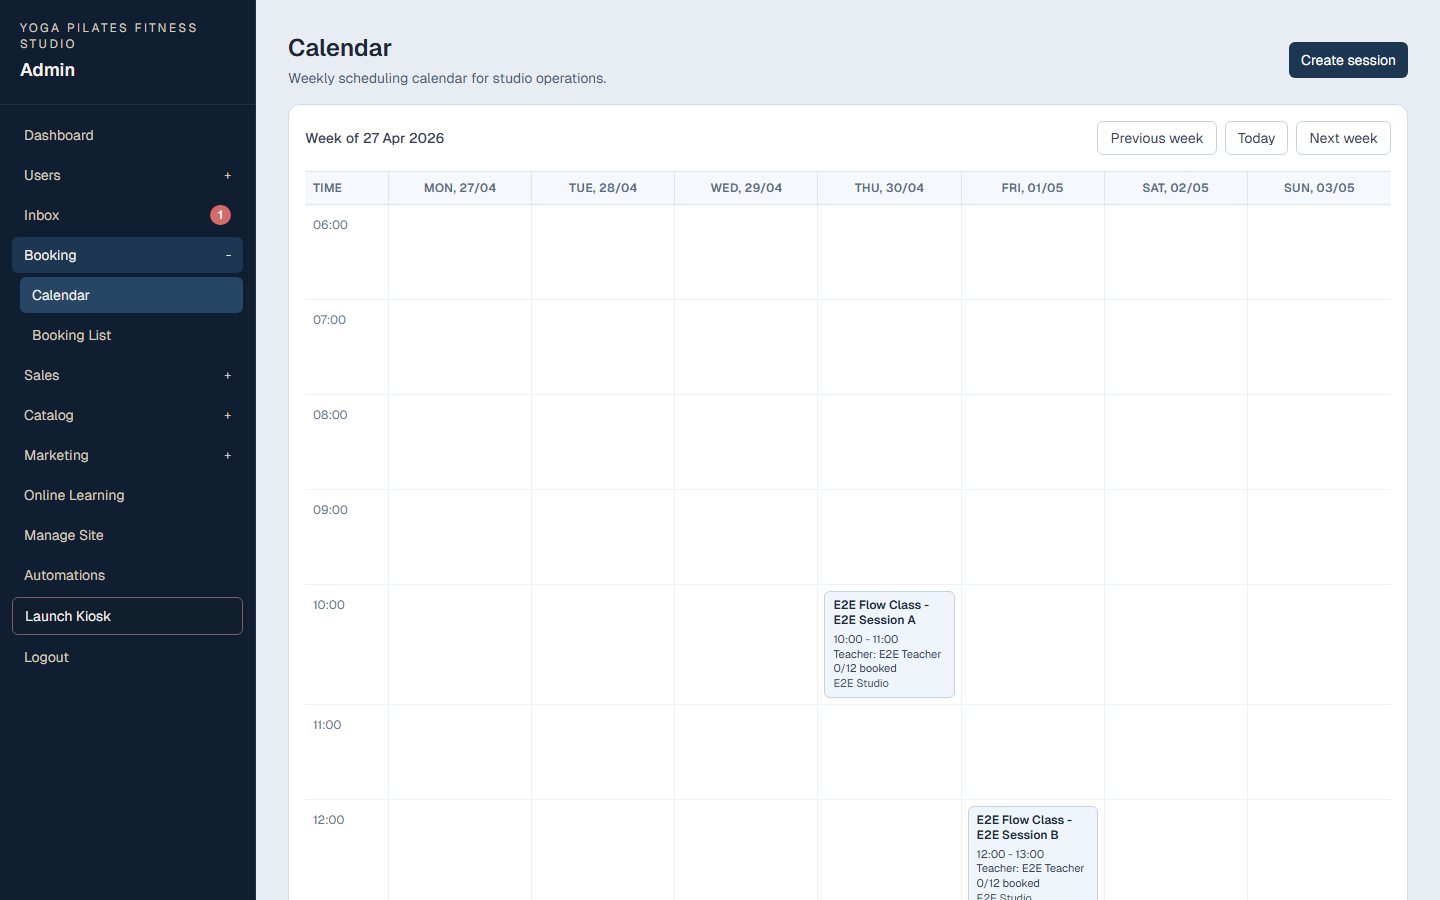 YOGA PILATES FITNESS
STUDIO
Admin
Dashboard
Users +
Inbox 1
Booking -
Calendar
Booking List
Sales +
Catalog +
Marketing +
Online Learning
Manage Site
Automations
Launch Kiosk
Logout
Calendar
Weekly scheduling calendar for studio operations.
Create session
Week of 27 Apr 2026
Previous week Today Next week
TIME MON, 27/04 TUE, 28/04 WED, 29/04 THU, 30/04 FRI, 01/05 SAT, 02/05 SUN, 03/05
06:00
07:00
08:00
09:00
10:00
E2E Flow Class -
E2E Session A
10:00 - 11:00
Teacher: E2E Teacher
0/12 booked
E2E Studio
11:00
12:00
E2E Flow Class -
E2E Session B
12:00 - 13:00
Teacher: E2E Teacher
0/12 booked
E2E Studio